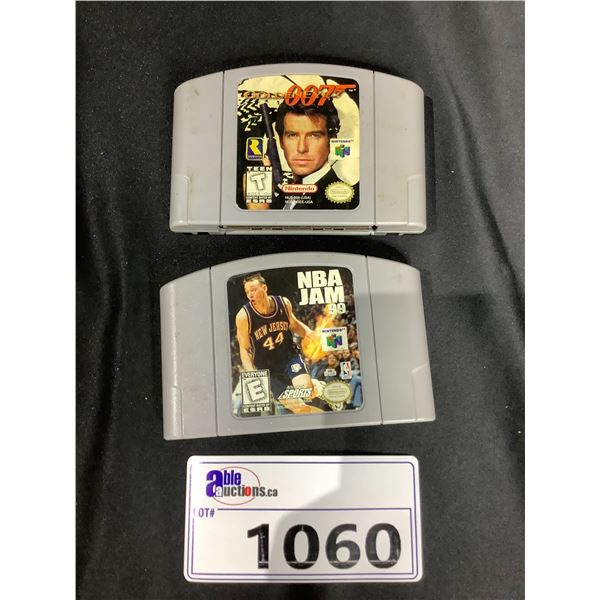 GOLDENEYE
007
NINTENDO 64
TEEN
T
ESRB
Nintendo
NBA
JAM
99
NEW JERSEY
44
NINTENDO 64
EVERYONE
E
ESRB
SPORTS
able
auctions.ca
LOT#
1060